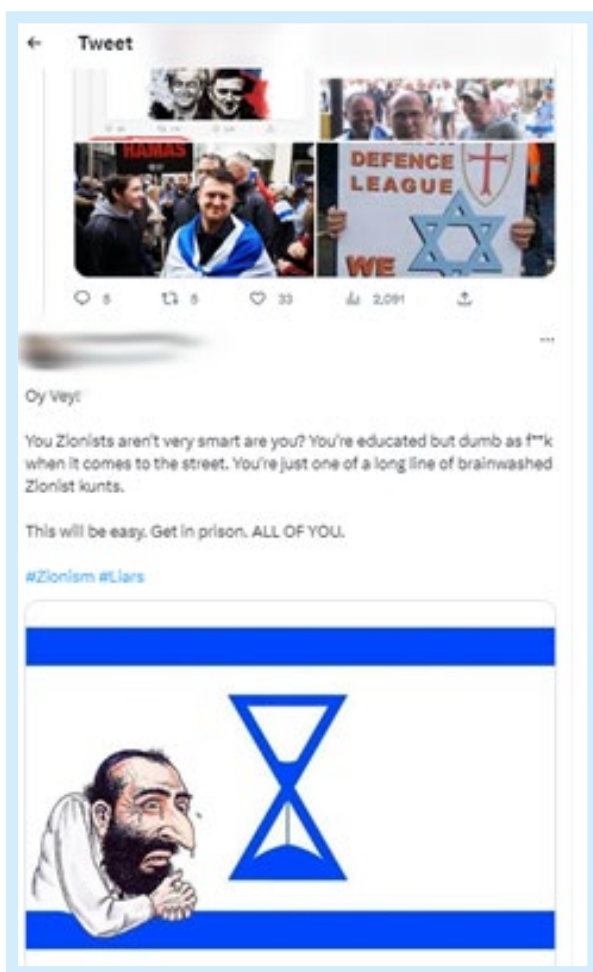 Tweet
HAMAS
DEFENCE
LEAGUE
WE
5 5 33 2,091
Oy Vey!
You Zionists aren't very smart are you? You're educated but dumb as f**k
when it comes to the street. You're just one of a long line of brainwashed
Zionist kunts.
This will be easy. Get in prison. ALL OF YOU.
#Zionism #Liars